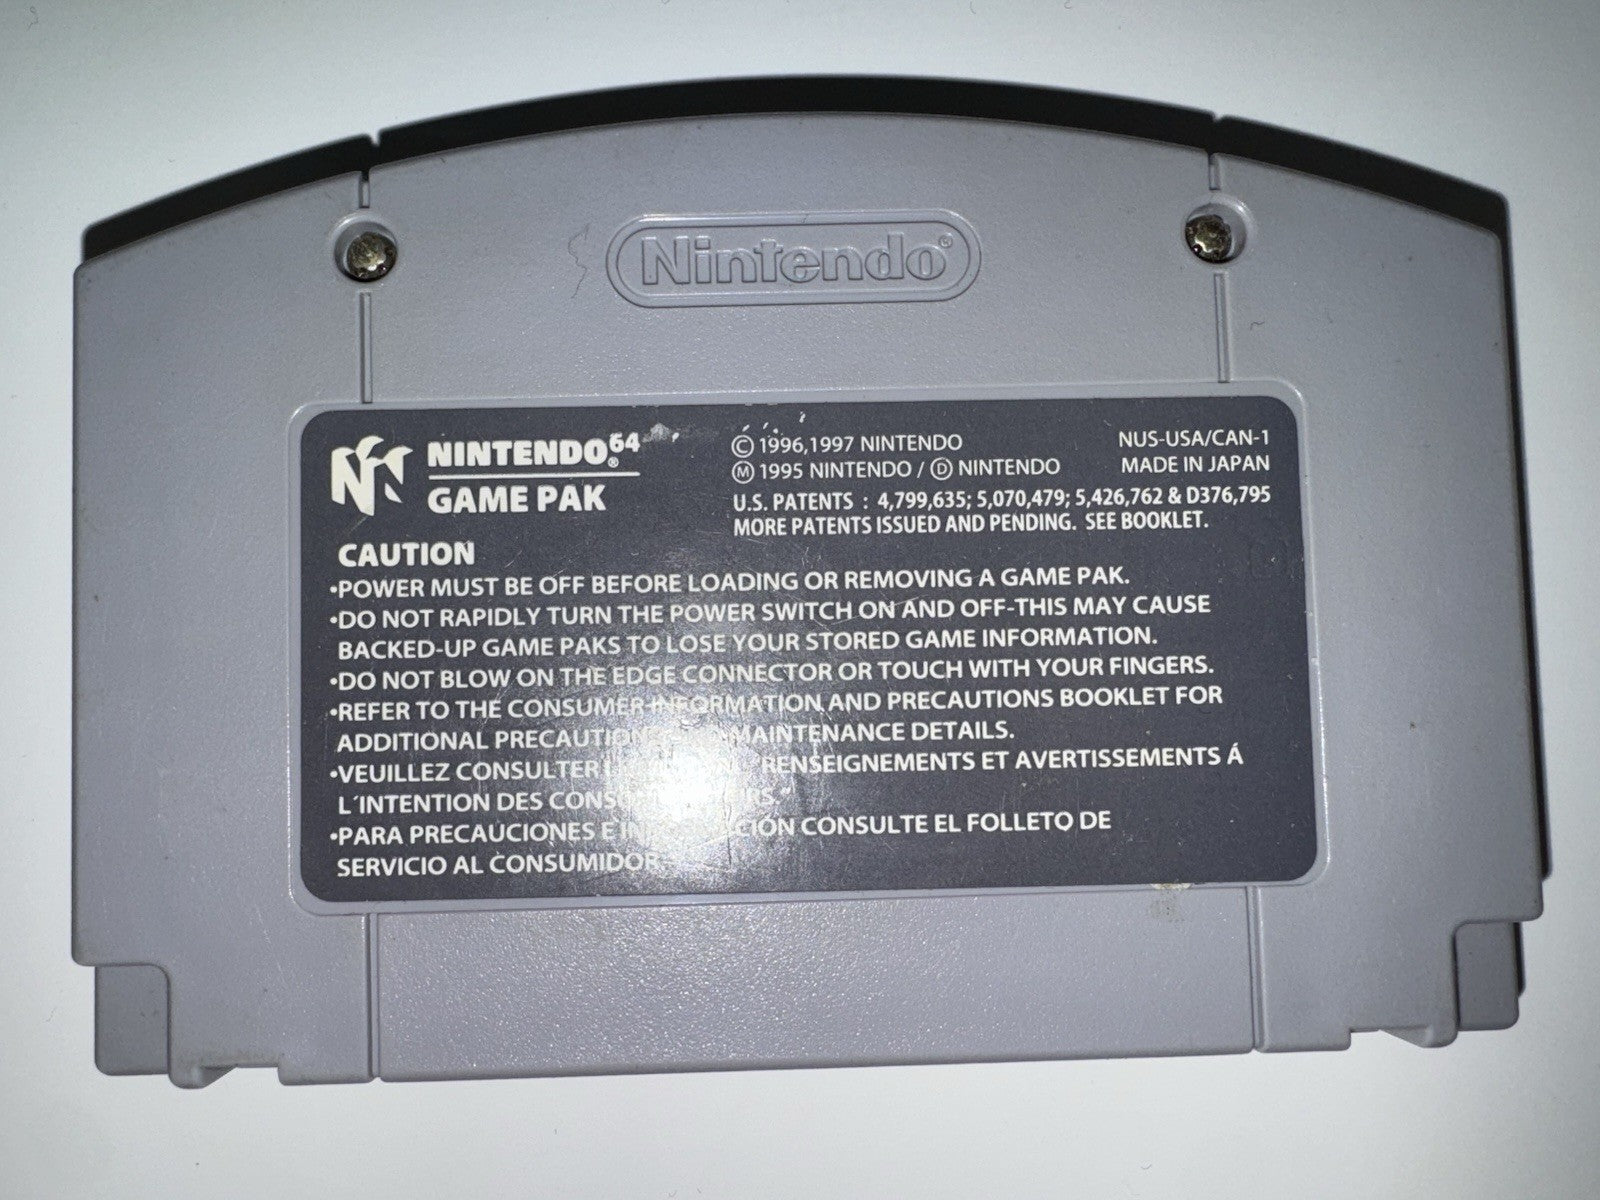 Nintendo®
NINTENDO64®
GAME PAK
Ⓒ 1996,1997 NINTENDO
Ⓜ 1995 NINTENDO / Ⓓ NINTENDO
NUS-USA/CAN-1
MADE IN JAPAN
U.S. PATENTS : 4,799,635; 5,070,479; 5,426,762 & D376,795
MORE PATENTS ISSUED AND PENDING. SEE BOOKLET.
CAUTION
•POWER MUST BE OFF BEFORE LOADING OR REMOVING A GAME PAK.
•DO NOT RAPIDLY TURN THE POWER SWITCH ON AND OFF-THIS MAY CAUSE
BACKED-UP GAME PAKS TO LOSE YOUR STORED GAME INFORMATION.
•DO NOT BLOW ON THE EDGE CONNECTOR OR TOUCH WITH YOUR FINGERS.
•REFER TO THE CONSUMER INFORMATION AND PRECAUTIONS BOOKLET FOR
ADDITIONAL PRECAUTIONS MAINTENANCE DETAILS.
•VEUILLEZ CONSULTER RENSEIGNEMENTS ET AVERTISSEMENTS Á
L'INTENTION DES
•PARA PRECAUCIONES E CONSULTE EL FOLLETO DE
SERVICIO AL CONSUMIDOR